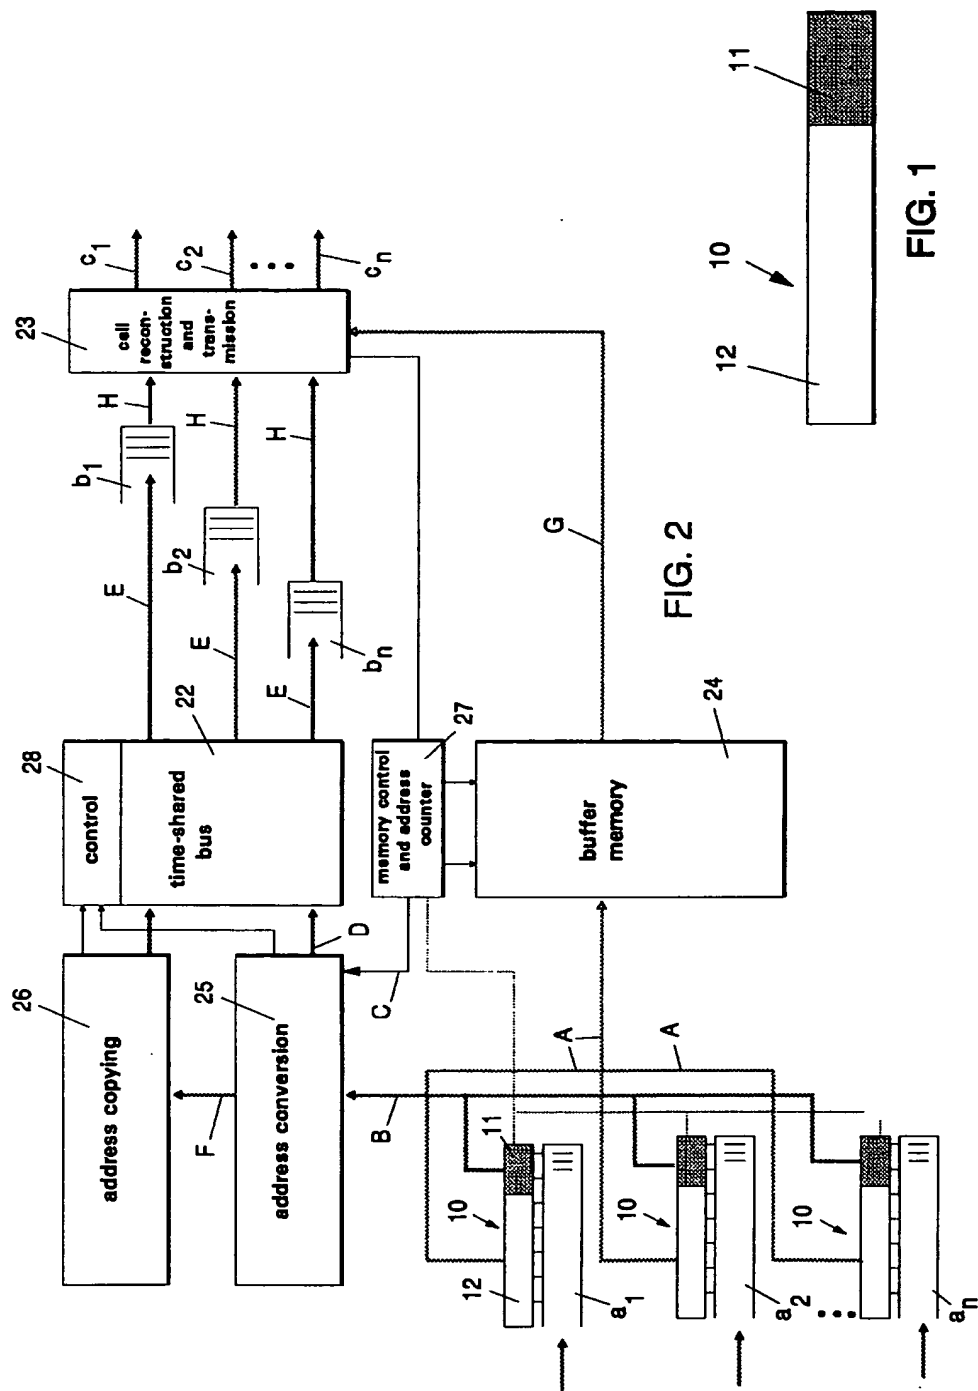 26
address copying
F
25
address conversion
28
control
time-shared
bus
22
D
C
B
E
E
E
b1
b2
bn
H
H
H
23
cell
recon-
struction
and
trans-
mission
c1
c2
cn
memory control
and address
counter
27
buffer
memory
24
G
A
A
10
11
12
a1
10
a2
10
an
FIG. 2
10
11
12
FIG. 1